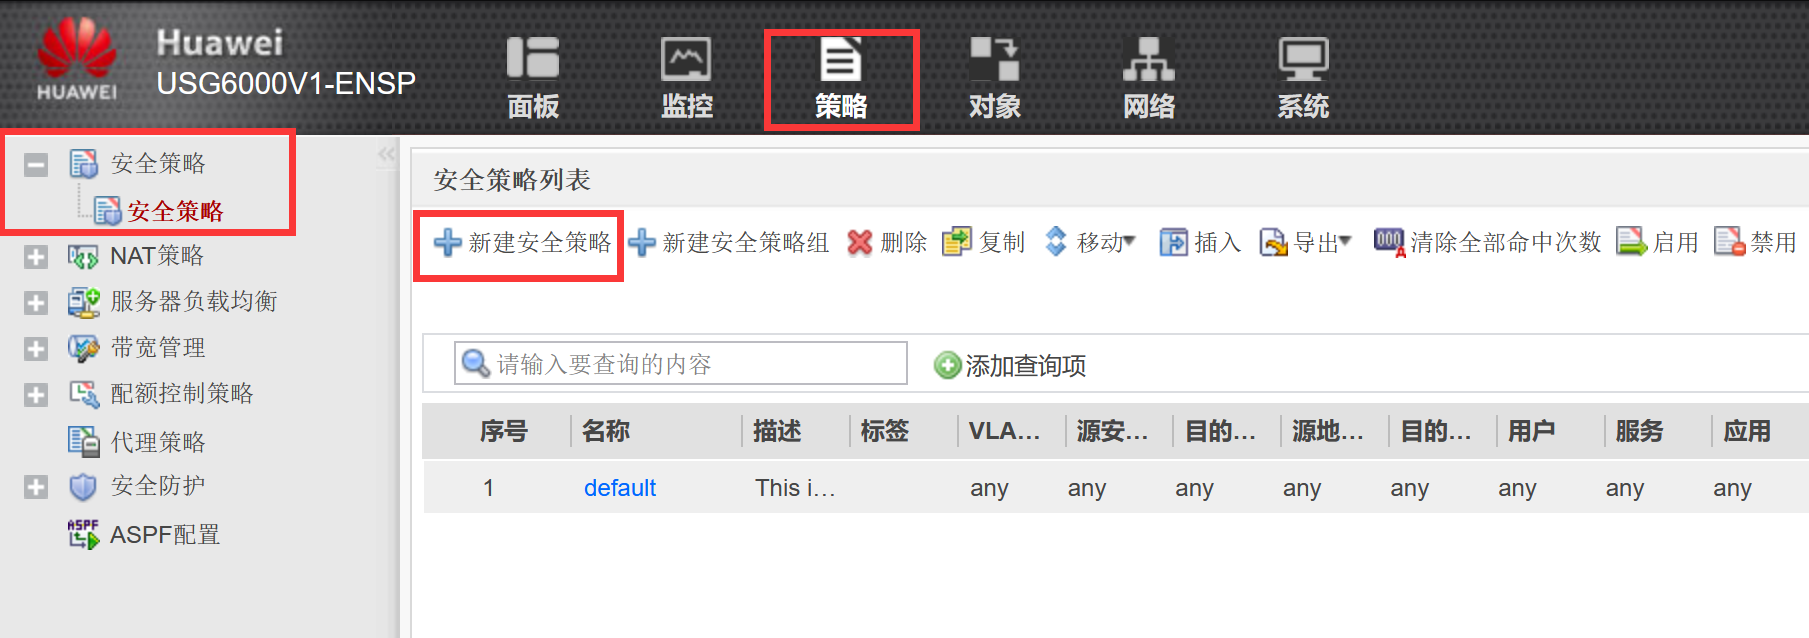 HUAWEI
Huawei
USG6000V1-ENSP
面板 监控 策略 对象 网络 系统
安全策略
安全策略
NAT策略
服务器负载均衡
带宽管理
配额控制策略
代理策略
安全防护
ASPF
ASPF配置
安全策略列表
新建安全策略 新建安全策略组 删除 复制 移动 插入 导出 清除全部命中次数 启用 禁用
请输入要查询的内容 添加查询项
序号 名称 描述 标签 VLA... 源安... 目的... 源地... 目的... 用户 服务 应用
1 default This i... any any any any any any any any